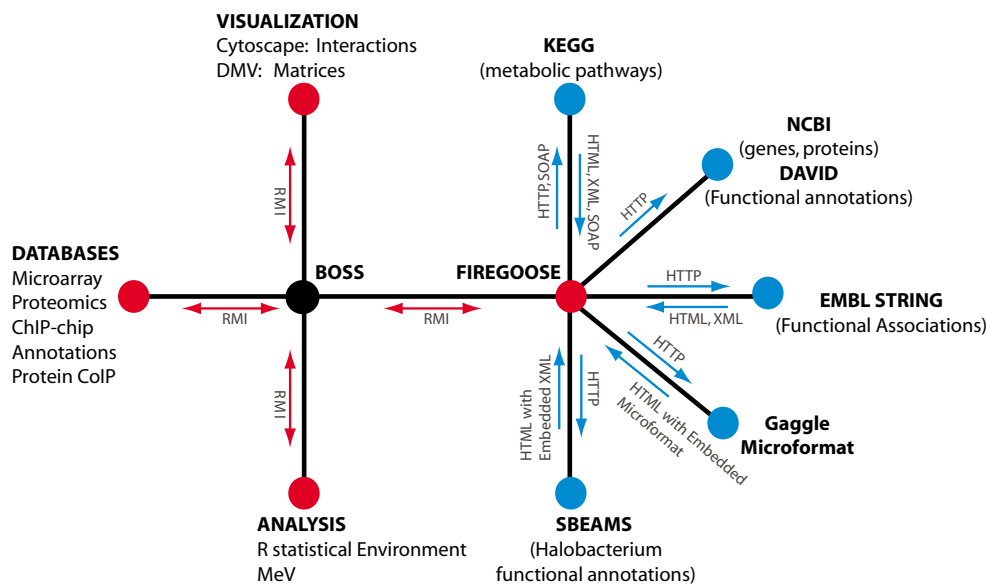 VISUALIZATION
Cytoscape: Interactions
DMV: Matrices
KEGG
(metabolic pathways)
NCBI
(genes, proteins)
DAVID
(Functional annotations)
HTTP,SOAP
HTML, XML, SOAP
HTTP
RMI
DATABASES
Microarray
Proteomics
ChIP-chip
Annotations
Protein CoIP
RMI
BOSS
RMI
FIREGOOSE
HTTP
HTML, XML
EMBL STRING
(Functional Associations)
RMI
HTML with
Embedded XML
HTTP
HTTP
HTML with Embedded
Microformat
Gaggle
Microformat
ANALYSIS
R statistical Environment
MeV
SBEAMS
(Halobacterium
functional annotations)